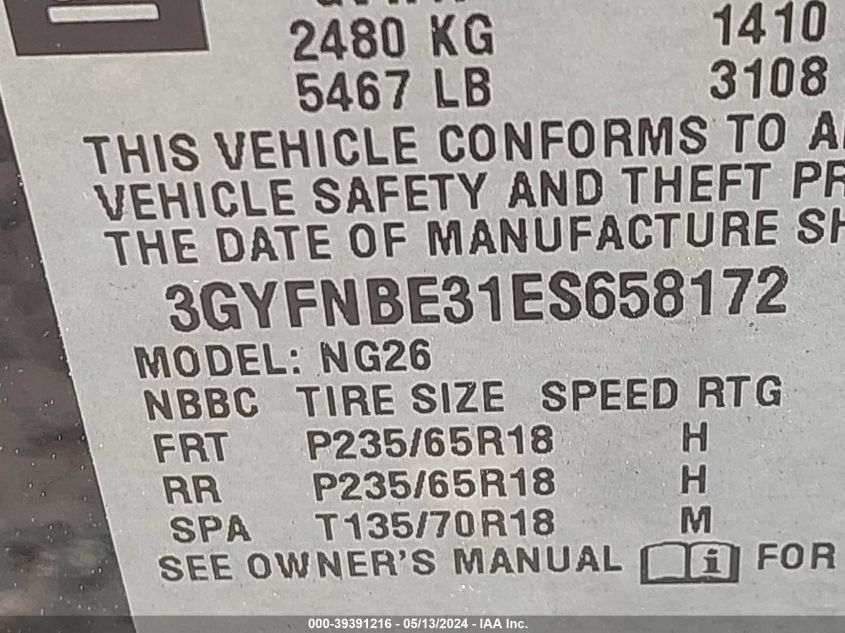 2480 KG 1410
5467 LB 3108
THIS VEHICLE CONFORMS TO
VEHICLE SAFETY AND THEFT PR
THE DATE OF MANUFACTURE SH
3GYFNBE31ES658172
MODEL: NG26
NBBC TIRE SIZE SPEED RTG
FRT P235/65R18 H
RR P235/65R18 H
SPA T135/70R18 M
SEE OWNER'S MANUAL FOR
000-39391216 - 05/13/2024 - IAA Inc.